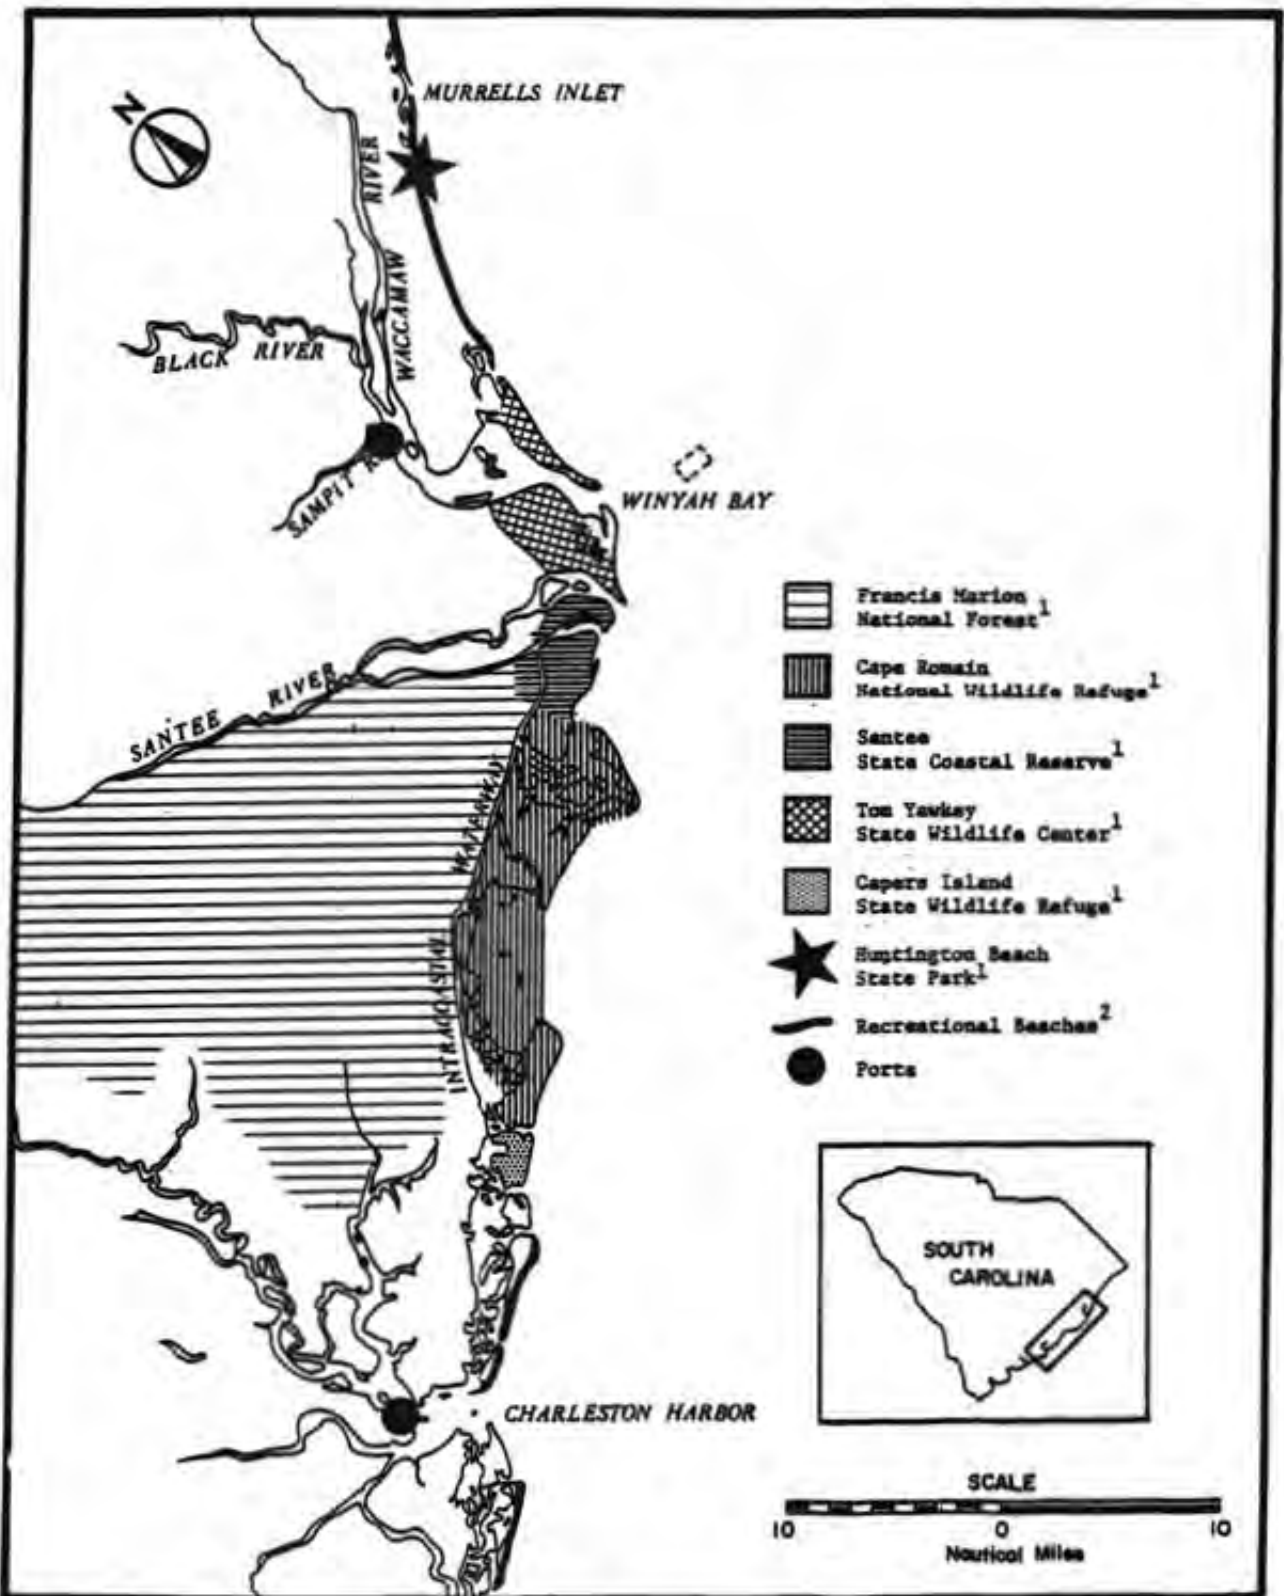 N
MURRELLS INLET
RIVER
WACCAMAW
BLACK RIVER
SAMPIT R
WINYAH BAY
SANTEE RIVER
WATERWAY
INTRACOASTAL
Francis Marion
National Forest1
Cape Romain
National Wildlife Refuge1
Santee
State Coastal Reserve1
Tom Yawkey
State Wildlife Center1
Capers Island
State Wildlife Refuge1
Huntington Beach
State Park1
Recreational Beaches2
Ports
SOUTH
CAROLINA
CHARLESTON HARBOR
SCALE
10 0 10
Nautical Miles